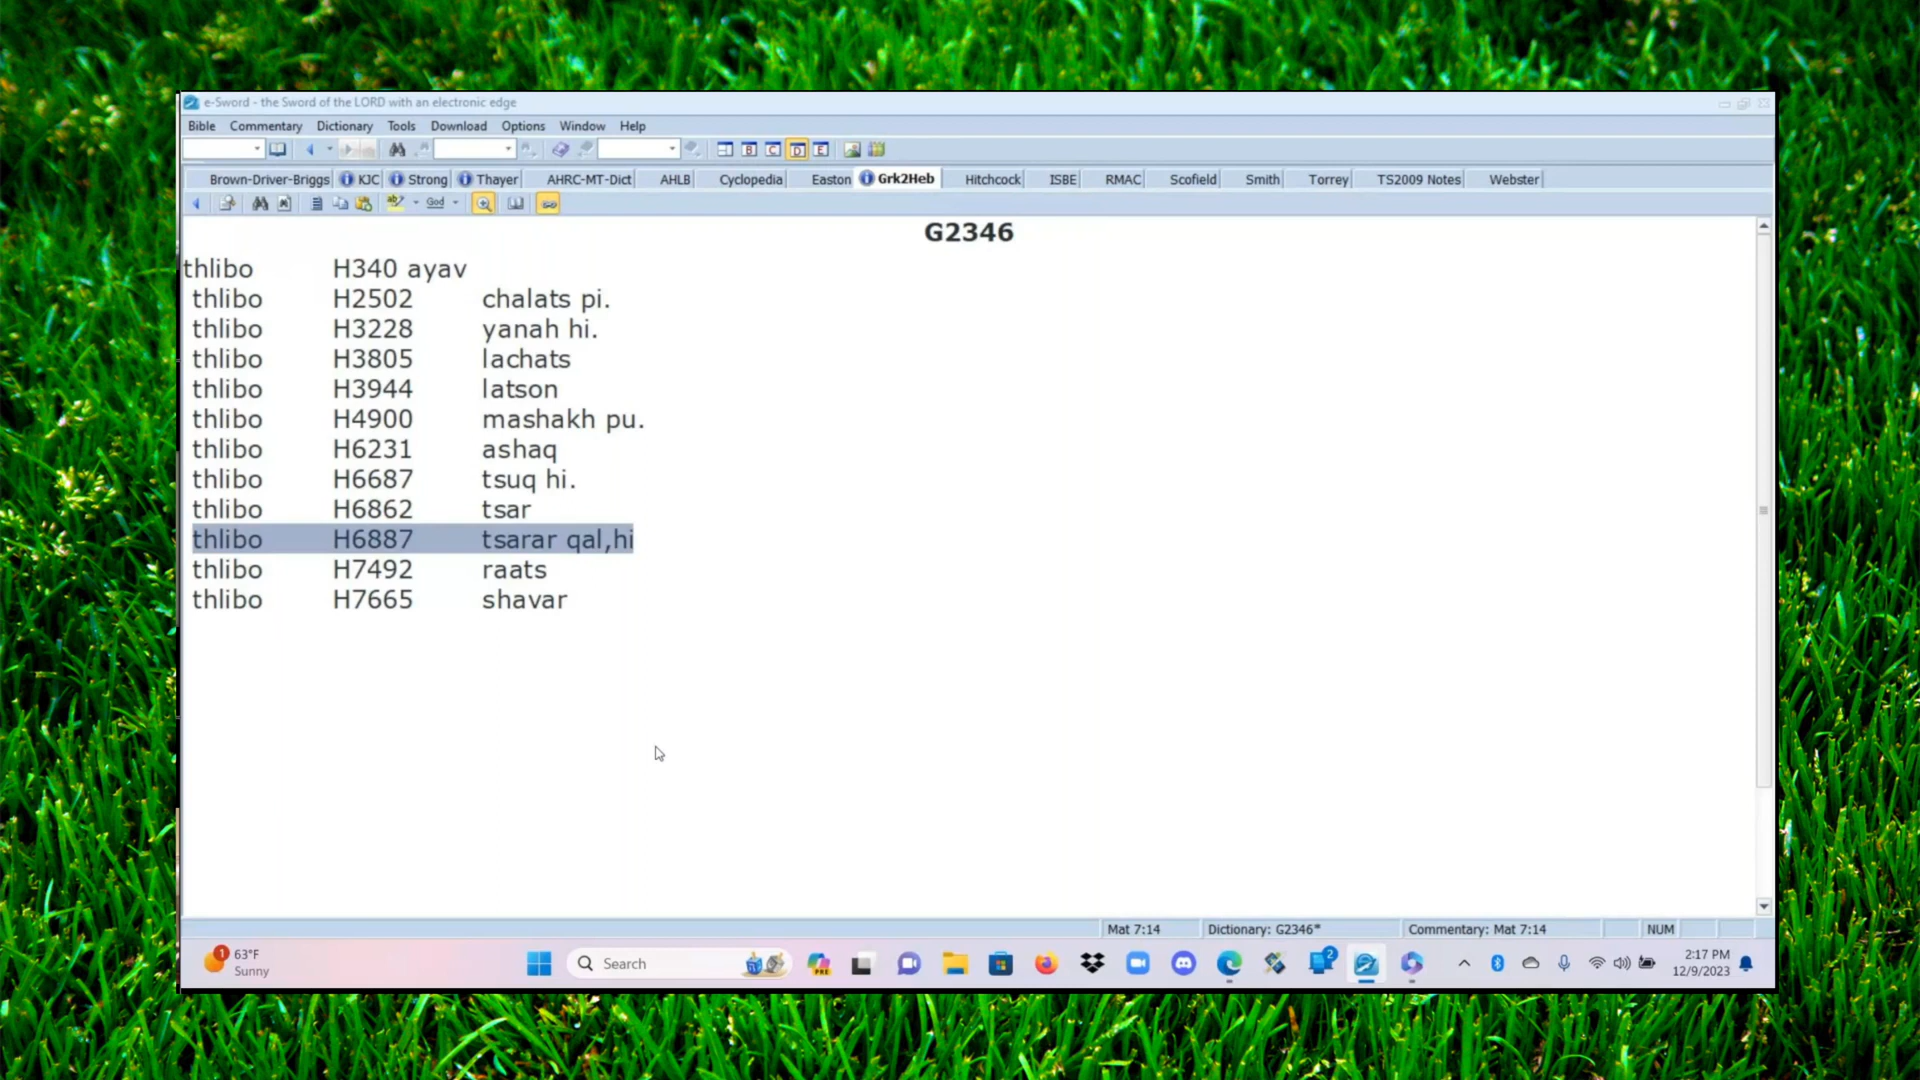 e-Sword - the Sword of the LORD with an electronic edge
Bible Commentary Dictionary Tools Download Options Window Help
B C D E
Brown-Driver-Briggs KJC Strong Thayer AHRC-MT-Dict AHLB Cyclopedia Easton Grk2Heb Hitchcock ISBE RMAC Scofield Smith Torrey TS2009 Notes Webster
ab God
G2346
thlibo H340 ayav
thlibo H2502 chalats pi.
thlibo H3228 yanah hi.
thlibo H3805 lachats
thlibo H3944 latson
thlibo H4900 mashakh pu.
thlibo H6231 ashaq
thlibo H6687 tsuq hi.
thlibo H6862 tsar
thlibo H6887 tsarar qal,hi
thlibo H7492 raats
thlibo H7665 shavar
Mat 7:14 Dictionary: G2346* Commentary: Mat 7:14 NUM
1 63°F
Sunny
Search
PRE
2
2:17 PM
12/9/2023